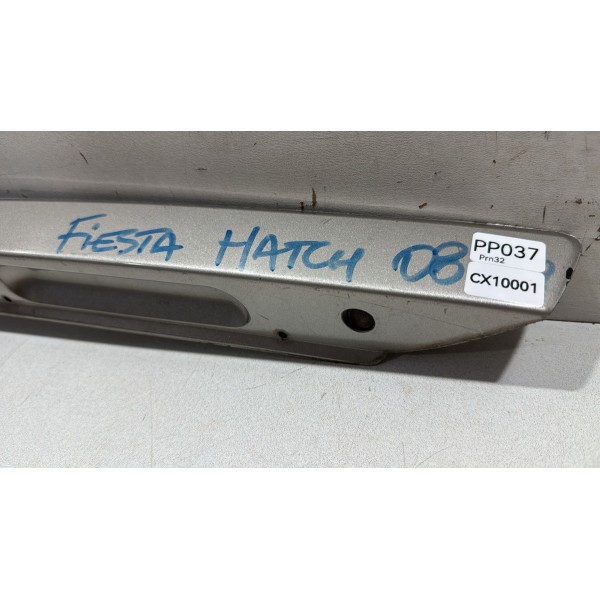 FiESTA HATCH 08
PP037
Prn32
CX10001